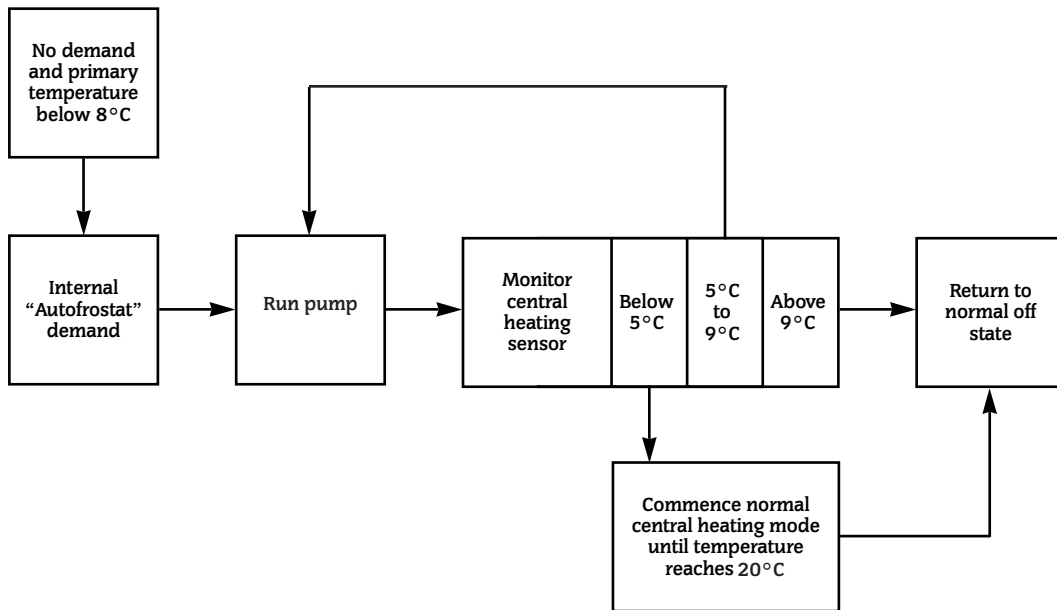 No demand
and primary
temperature
below 8°C
Internal
“Autofrostat”
demand
Run pump
Monitor
central
heating
sensor
Below
5°C
5°C
to
9°C
Above
9°C
Return to
normal off
state
Commence normal
central heating mode
until temperature
reaches 20°C